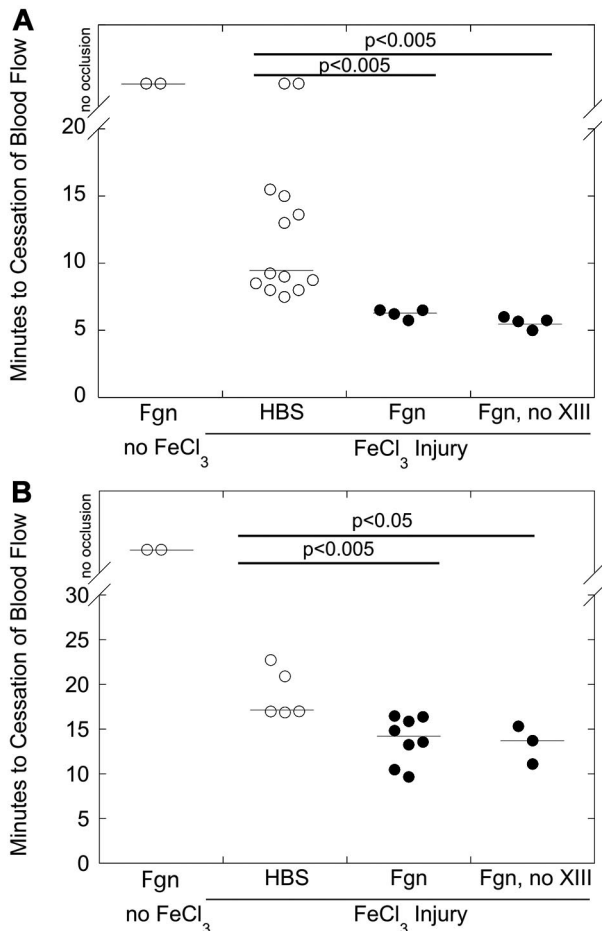 A
Minutes to Cessation of Blood Flow
no occlusion
p<0.005
p<0.005
20
15
10
5
0
Fgn HBS Fgn Fgn, no XIII
no FeCl3 FeCl3 Injury
B
Minutes to Cessation of Blood Flow
no occlusion
p<0.05
p<0.005
30
25
20
15
10
5
0
Fgn HBS Fgn Fgn, no XIII
no FeCl3 FeCl3 Injury